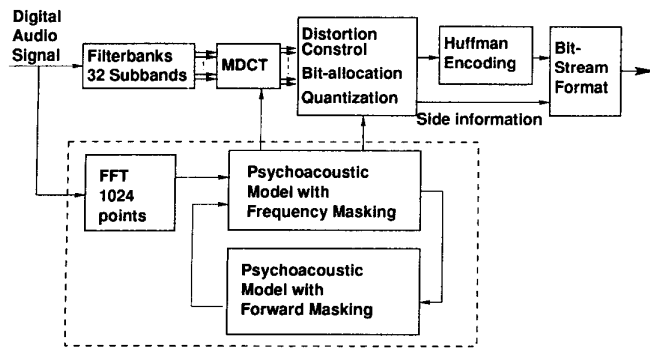 Digital
Audio
Signal
Filterbanks
32 Subbands
MDCT
Distortion
Constrol
Bit-allocation
Quantization
Huffman
Encoding
Bit-
Stream
Format
Side information
FFT
1024
points
Psychoacoustic
Model with
Frequency Masking
Psychoacoustic
Model with
Forward Masking